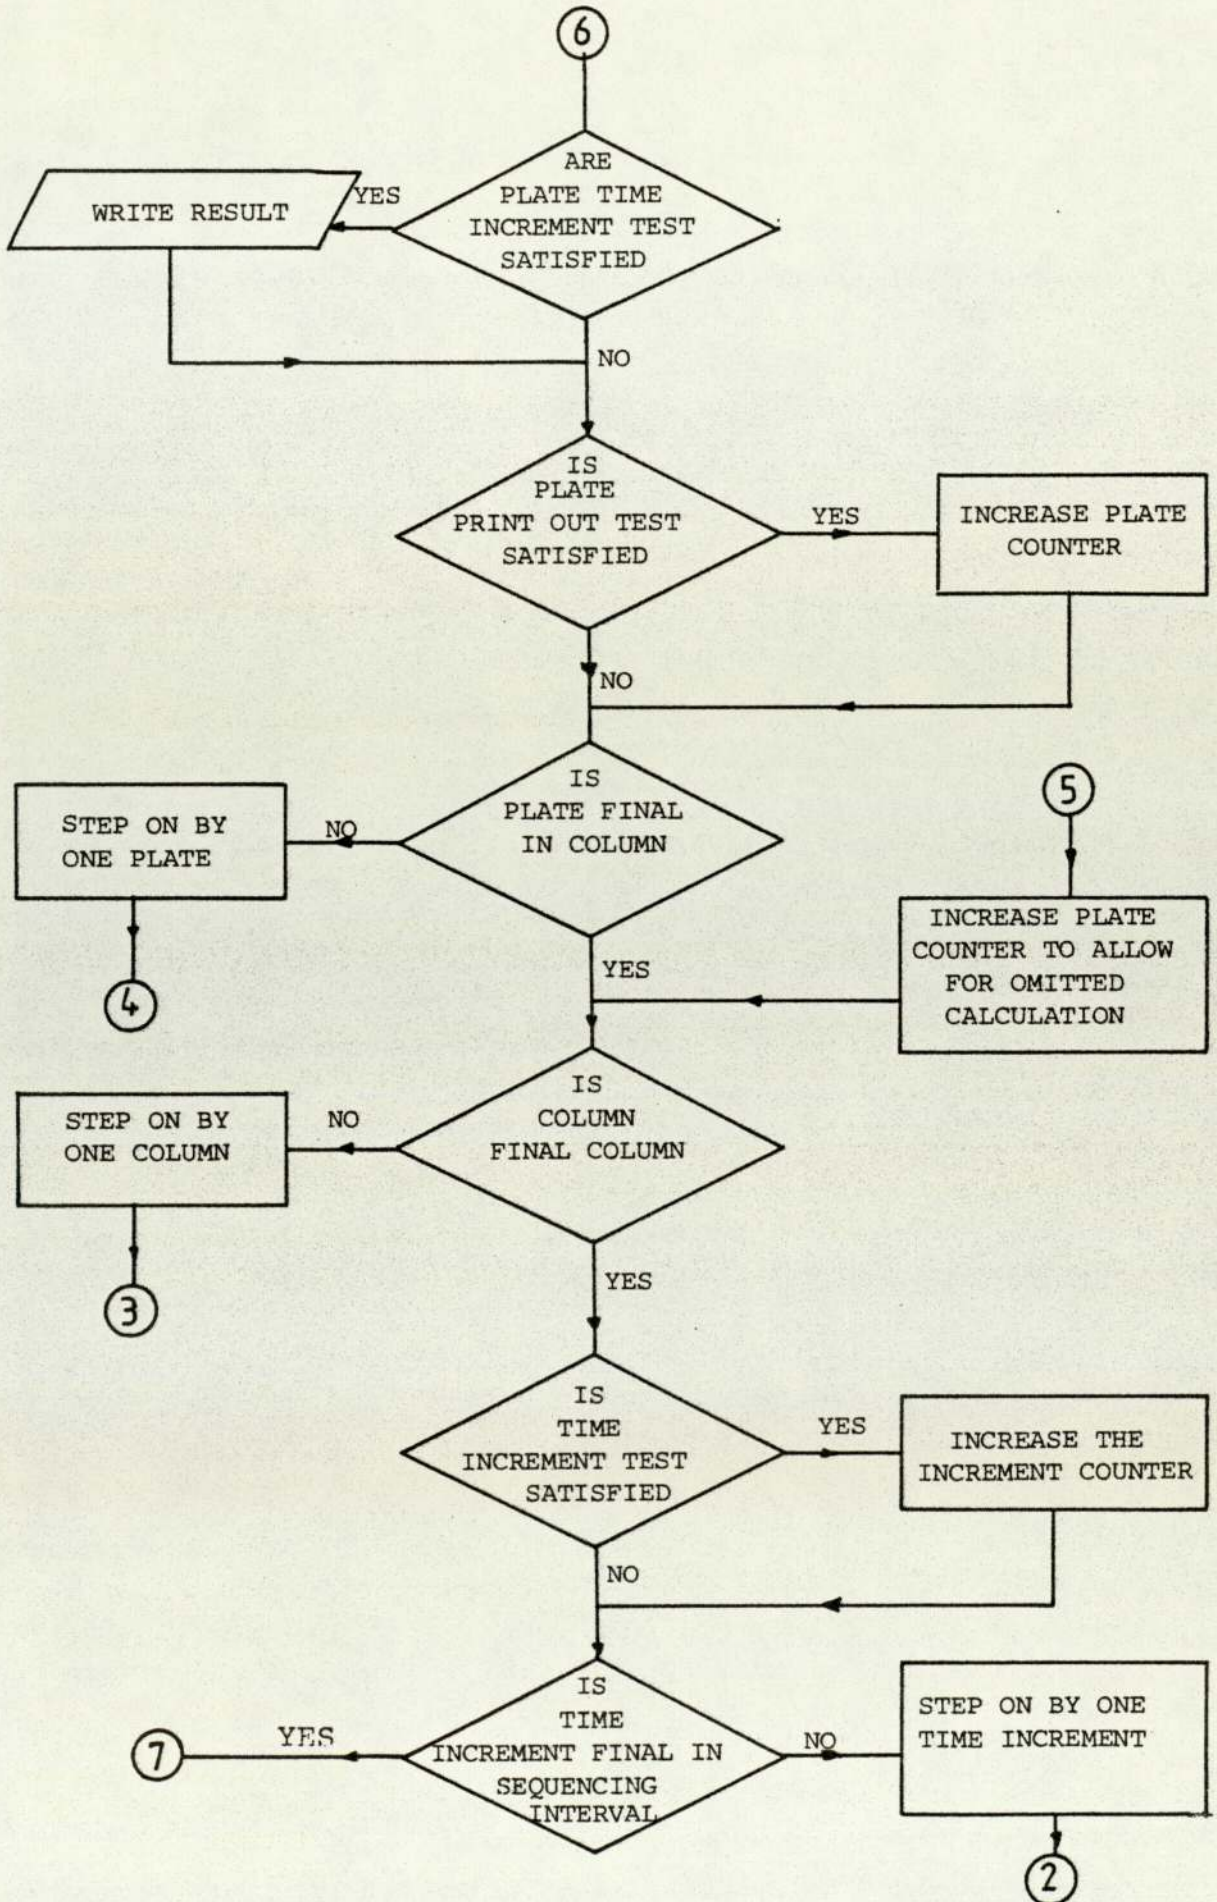 6
ARE
PLATE TIME
INCREMENT TEST
SATISFIED
YES
WRITE RESULT
NO
IS
PLATE
PRINT OUT TEST
SATISFIED
YES
INCREASE PLATE
COUNTER
NO
IS
PLATE FINAL
IN COLUMN
NO
STEP ON BY
ONE PLATE
4
YES
5
INCREASE PLATE
COUNTER TO ALLOW
FOR OMITTED
CALCULATION
IS
COLUMN
FINAL COLUMN
NO
STEP ON BY
ONE COLUMN
3
YES
IS
TIME
INCREMENT TEST
SATISFIED
YES
INCREASE THE
INCREMENT COUNTER
NO
IS
TIME
INCREMENT FINAL IN
SEQUENCING
INTERVAL
YES
7
NO
STEP ON BY ONE
TIME INCREMENT
2